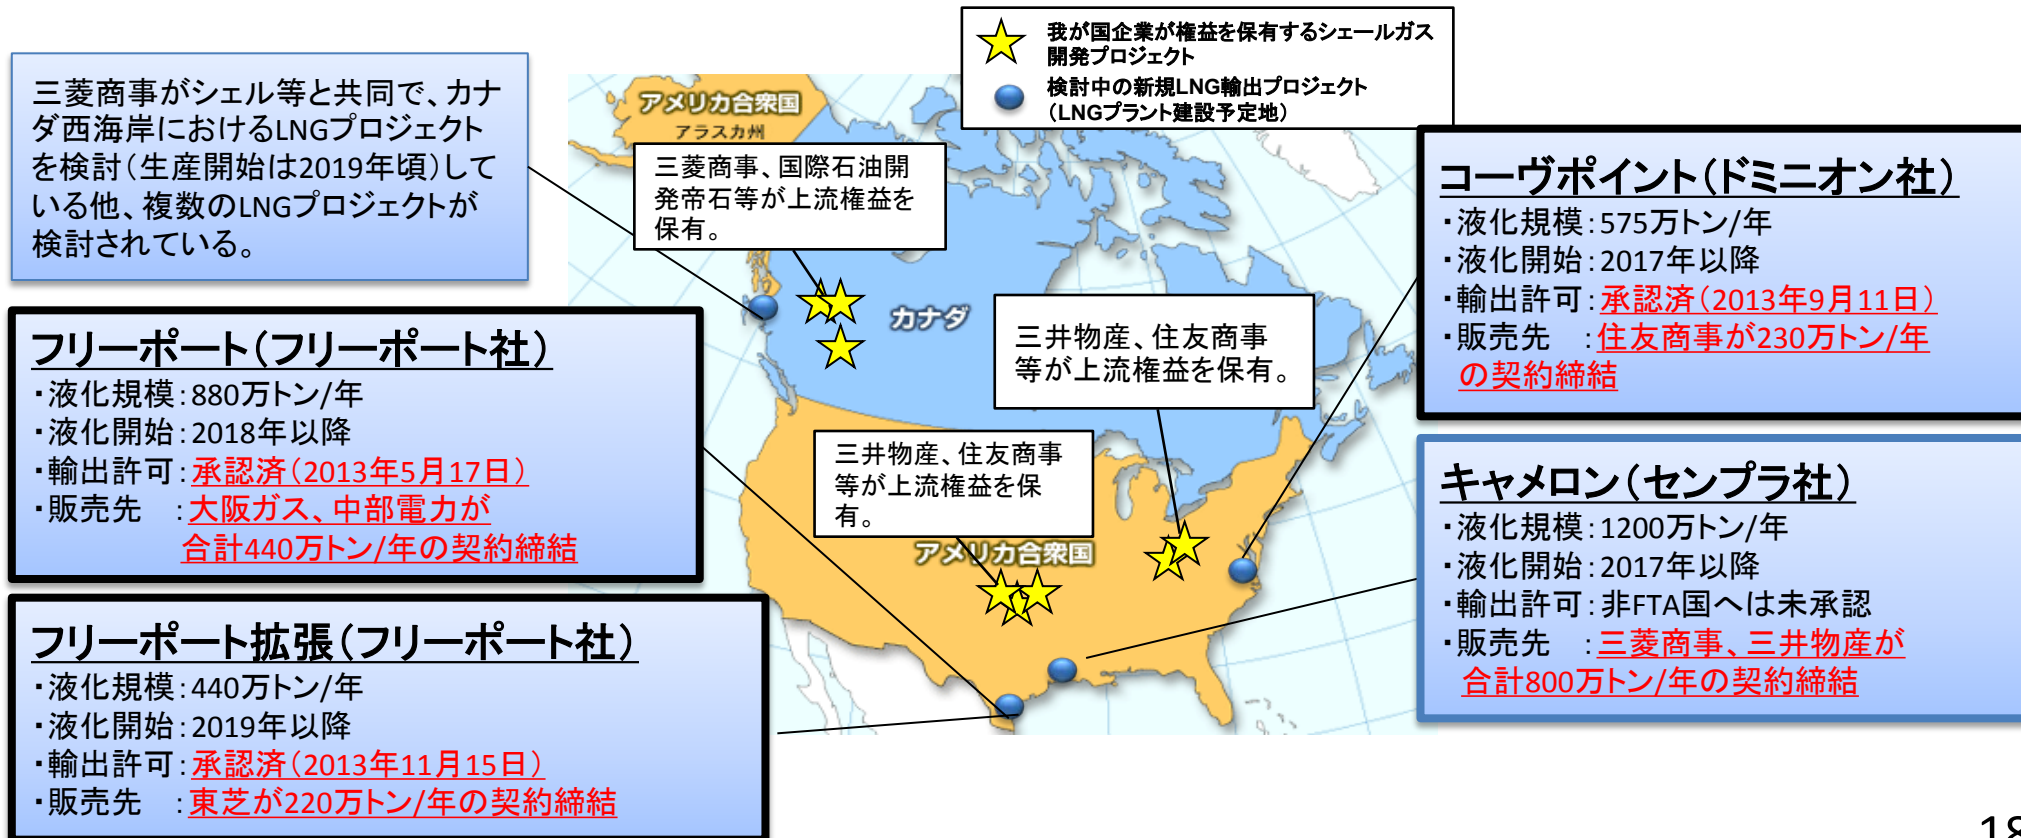 我が国企業が権益を保有するシェールガス
開発プロジェクト
検討中の新規LNG輸出プロジェクト
(LNGプラント建設予定地)
三菱商事がシェル等と共同で、カナ
ダ西海岸におけるLNGプロジェクト
を検討(生産開始は2019年頃)して
いる他、複数のLNGプロジェクトが
検討されている。
アメリカ合衆国
アラスカ州
三菱商事、国際石油開
発帝石等が上流権益を
保有。
カナダ
三井物産、住友商事
等が上流権益を保有。
三井物産、住友商事
等が上流権益を保
有。
アメリカ合衆国
フリーポート(フリーポート社)
・液化規模:880万トン/年
・液化開始:2018年以降
・輸出許可:承認済(2013年5月17日)
・販売先 :大阪ガス、中部電力が
合計440万トン/年の契約締結
フリーポート拡張(フリーポート社)
・液化規模:440万トン/年
・液化開始:2019年以降
・輸出許可:承認済(2013年11月15日)
・販売先 :東芝が220万トン/年の契約締結
コーヴポイント(ドミニオン社)
・液化規模:575万トン/年
・液化開始:2017年以降
・輸出許可:承認済(2013年9月11日)
・販売先 :住友商事が230万トン/年
の契約締結
キャメロン(センプラ社)
・液化規模:1200万トン/年
・液化開始:2017年以降
・輸出許可:非FTA国へは未承認
・販売先 :三菱商事、三井物産が
合計800万トン/年の契約締結
18